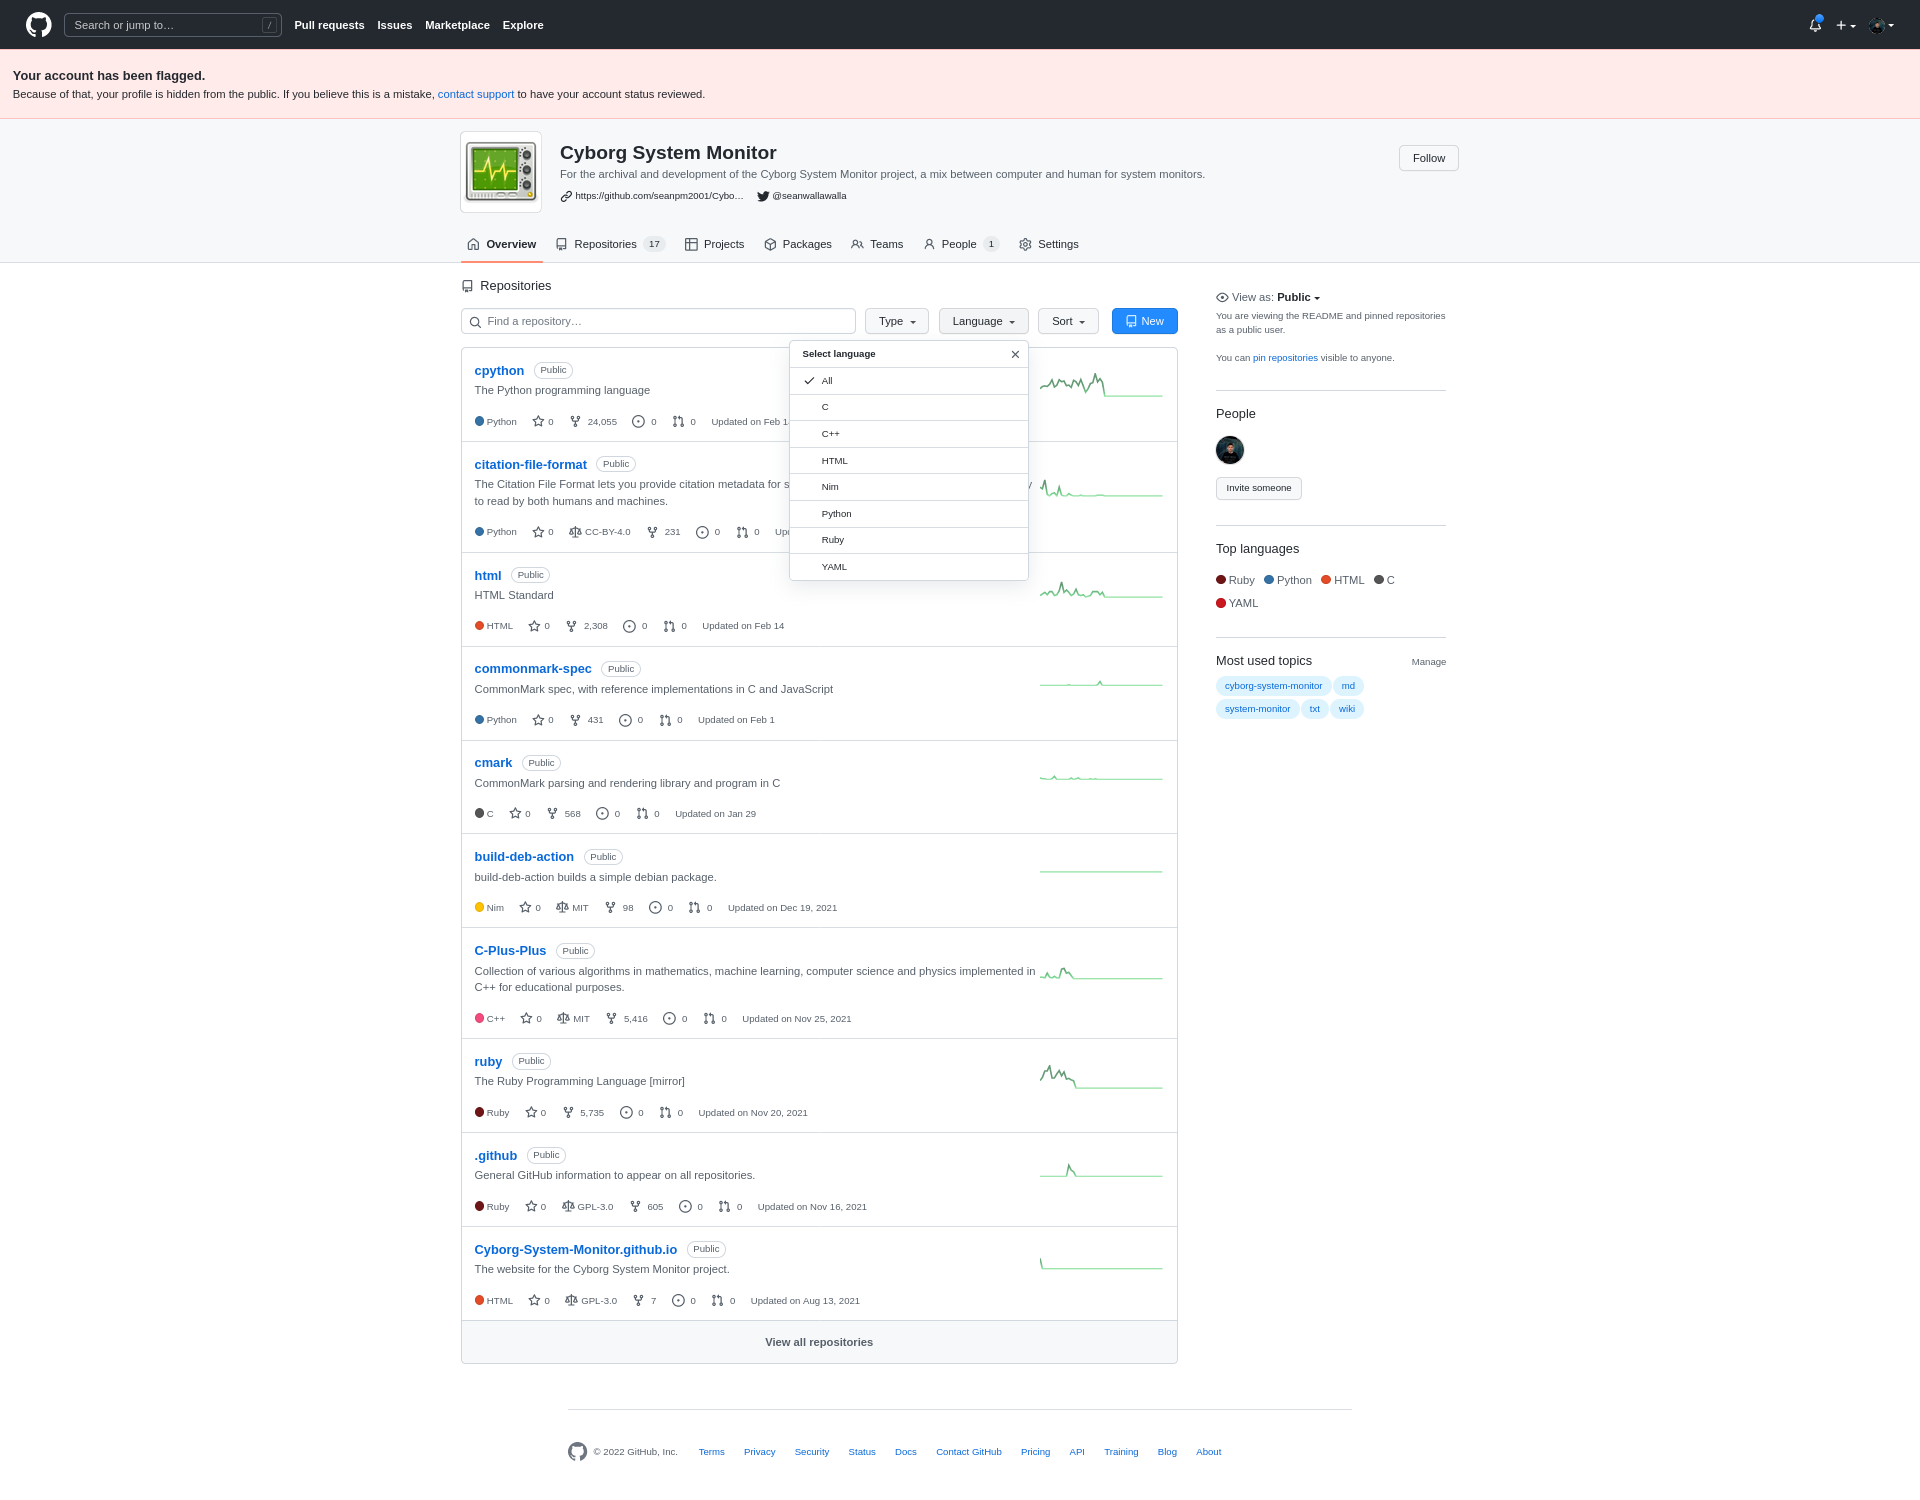 Search or jump to… /
Pull requests Issues Marketplace Explore
Your account has been flagged.
Because of that, your profile is hidden from the public. If you believe this is a mistake, contact support to have your account status reviewed.
Cyborg System Monitor
Follow
For the archival and development of the Cyborg System Monitor project, a mix between computer and human for system monitors.
https://github.com/seanpm2001/Cybo… @seanwallawalla
Overview Repositories 17 Projects Packages Teams People 1 Settings
Repositories
Find a repository… Type Language Sort New
Select language
All
C
C++
HTML
Nim
Python
Ruby
YAML
cpython Public
The Python programming language
Python 0 24,055 0 0 Updated on Feb
citation-file-format Public
The Citation File Format lets you provide citation metadata for
to read by both humans and machines.
Python 0 CC-BY-4.0 231 0 0
html Public
HTML Standard
HTML 0 2,308 0 0 Updated on Feb 14
commonmark-spec Public
CommonMark spec, with reference implementations in C and JavaScript
Python 0 431 0 0 Updated on Feb 1
cmark Public
CommonMark parsing and rendering library and program in C
C 0 568 0 0 Updated on Jan 29
build-deb-action Public
build-deb-action builds a simple debian package.
Nim 0 MIT 98 0 0 Updated on Dec 19, 2021
C-Plus-Plus Public
Collection of various algorithms in mathematics, machine learning, computer science and physics implemented in
C++ for educational purposes.
C++ 0 MIT 5,416 0 0 Updated on Nov 25, 2021
ruby Public
The Ruby Programming Language [mirror]
Ruby 0 5,735 0 0 Updated on Nov 20, 2021
.github Public
General GitHub information to appear on all repositories.
Ruby 0 GPL-3.0 605 0 0 Updated on Nov 16, 2021
Cyborg-System-Monitor.github.io Public
The website for the Cyborg System Monitor project.
HTML 0 GPL-3.0 7 0 0 Updated on Aug 13, 2021
View all repositories
View as: Public
You are viewing the README and pinned repositories
as a public user.
You can pin repositories visible to anyone.
People
Invite someone
Top languages
Ruby Python HTML C
YAML
Most used topics Manage
cyborg-system-monitor md
system-monitor txt wiki
© 2022 GitHub, Inc. Terms Privacy Security Status Docs Contact GitHub Pricing API Training Blog About